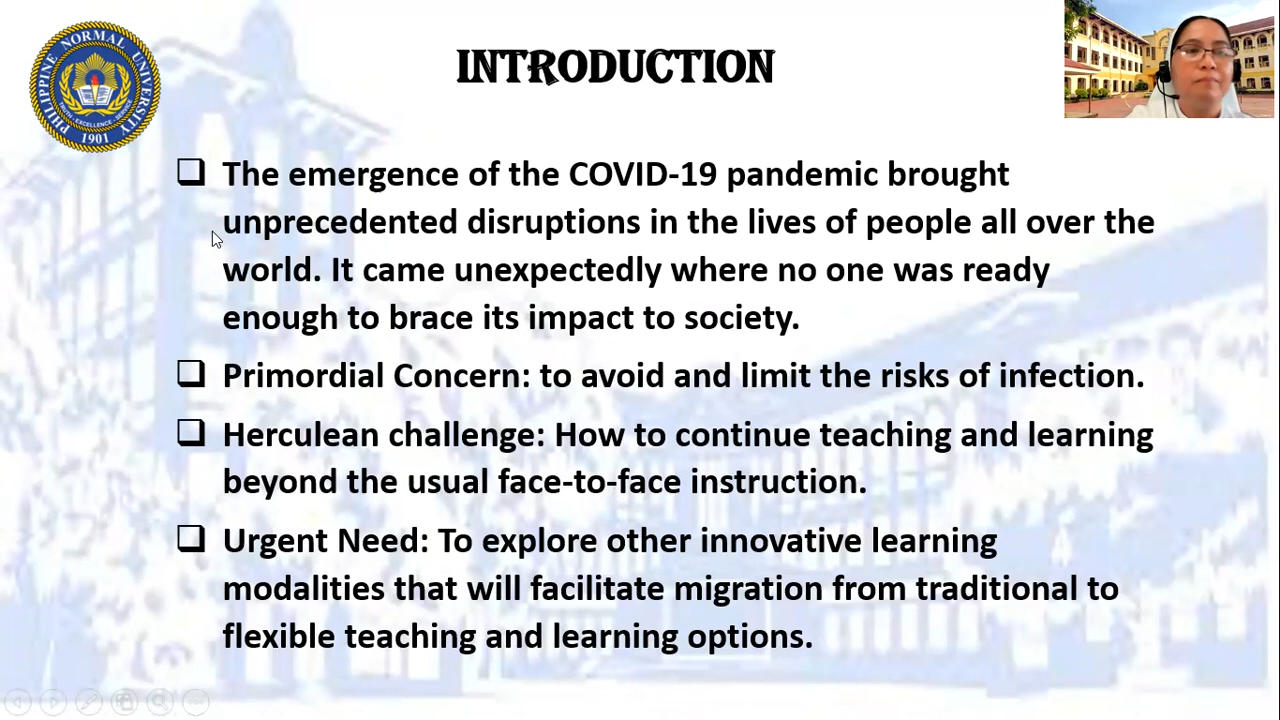 PHILIPPINE NORMAL UNIVERSITY
1901
INTRODUCTION
The emergence of the COVID-19 pandemic brought
unprecedented disruptions in the lives of people all over the
world. It came unexpectedly where no one was ready
enough to brace its impact to society.
Primordial Concern: to avoid and limit the risks of infection.
Herculean challenge: How to continue teaching and learning
beyond the usual face-to-face instruction.
Urgent Need: To explore other innovative learning
modalities that will facilitate migration from traditional to
flexible teaching and learning options.